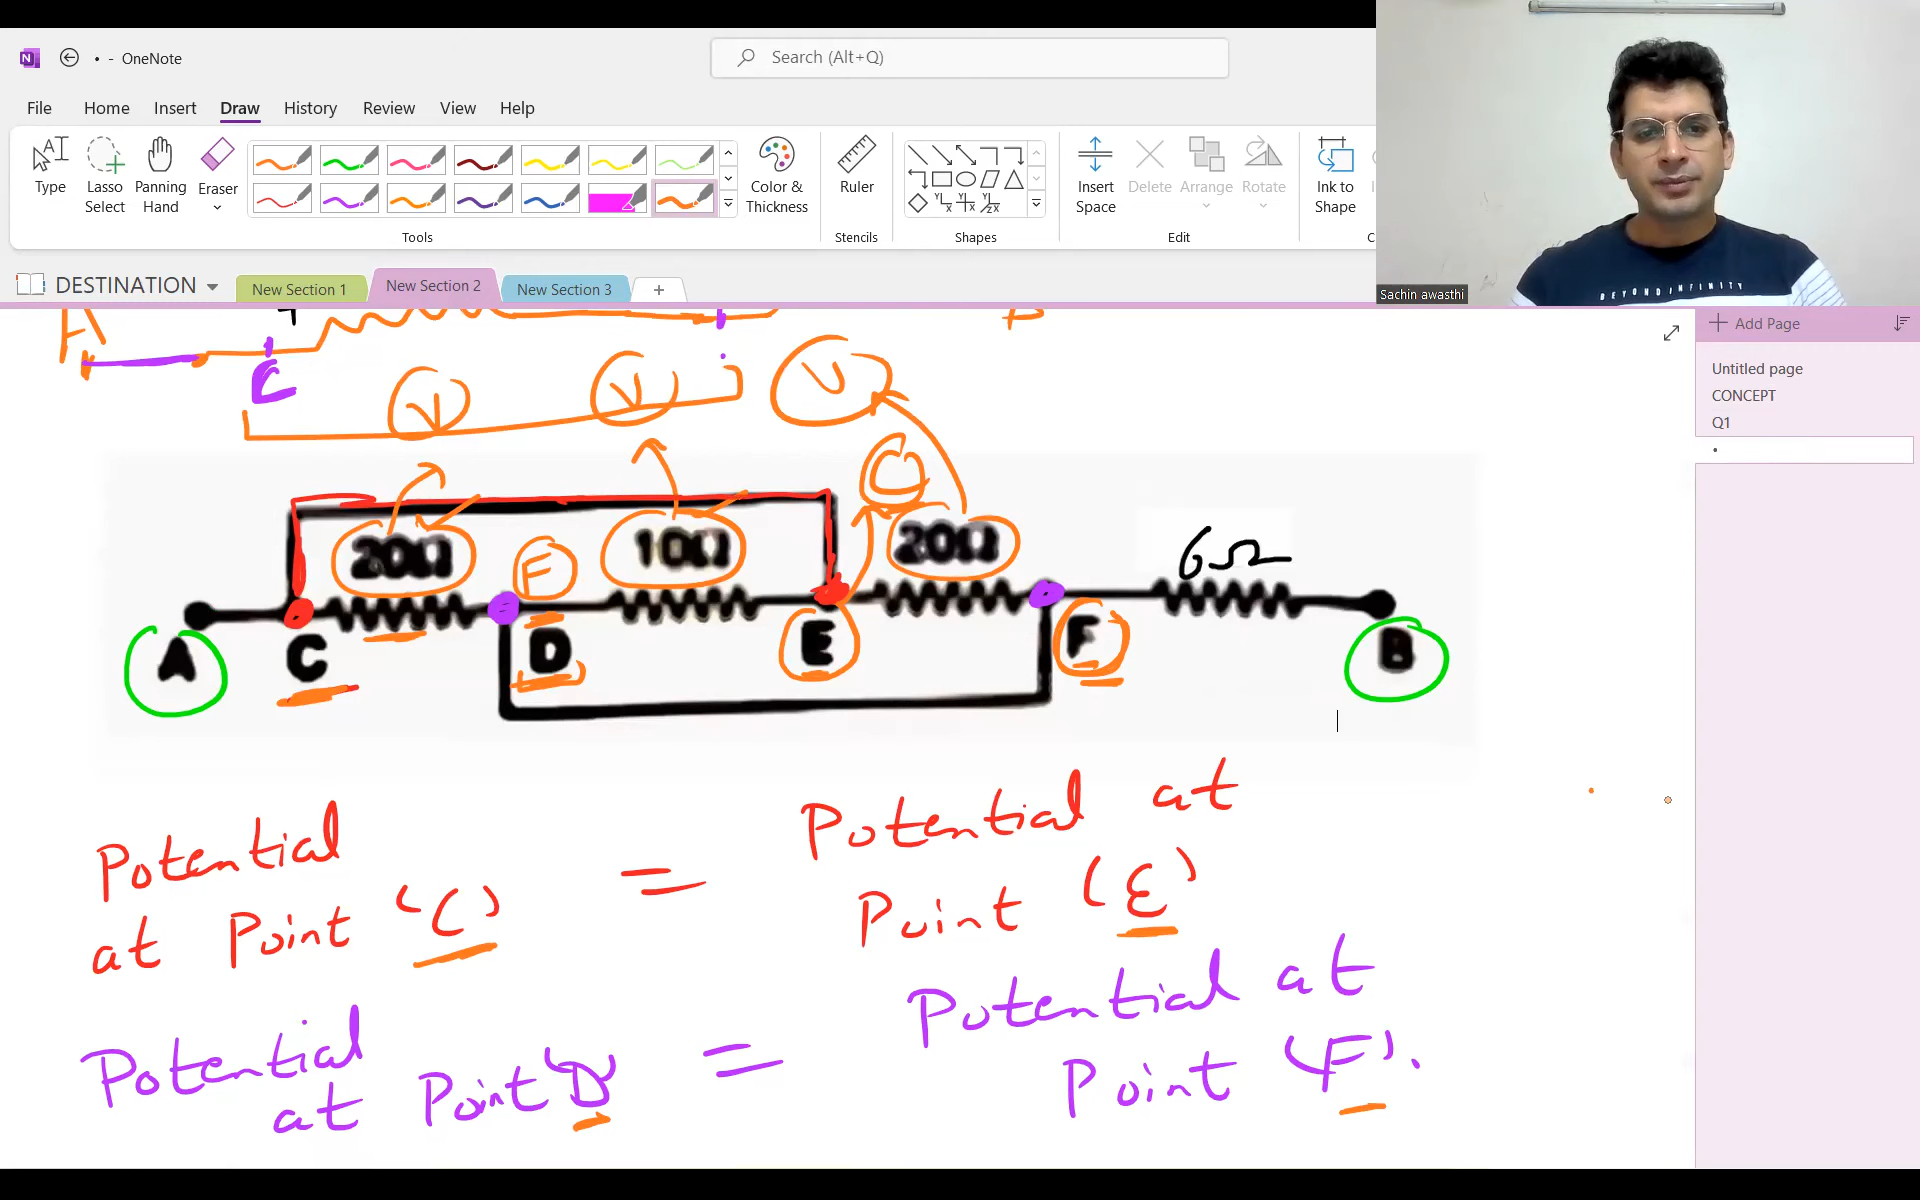 • - OneNote
Search (Alt+Q)
File Home Insert Draw History Review View Help
Type
Lasso Select
Panning Hand
Eraser
Color & Thickness
Ruler
Insert Space
Delete
Arrange
Rotate
Ink to Shape
Tools
Stencils
Shapes
Edit
BEYONDINFINITY
Sachin awasthi
DESTINATION
New Section 1
New Section 2
New Section 3
+
Add Page
Untitled page
CONCEPT
Q1
•
A
C
V
V
V
C
20Ω
F
10Ω
20Ω
6Ω
A
C
D
E
F
B
Potential
at Point 'C'
=
Potential at
Point 'E'
Potential
at Point 'D'
=
Potential at
Point 'F'.